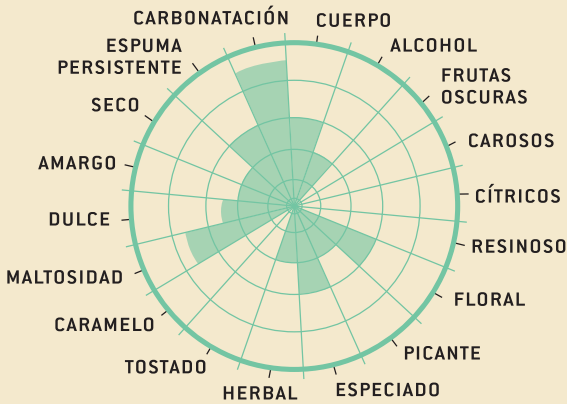 CARBONATACIÓN
CUERPO
ALCOHOL
FRUTAS
OSCURAS
CAROSOS
CÍTRICOS
RESINOSO
FLORAL
PICANTE
ESPECIADO
HERBAL
TOSTADO
CARAMELO
MALTOSIDAD
DULCE
AMARGO
SECO
ESPUMA
PERSISTENTE